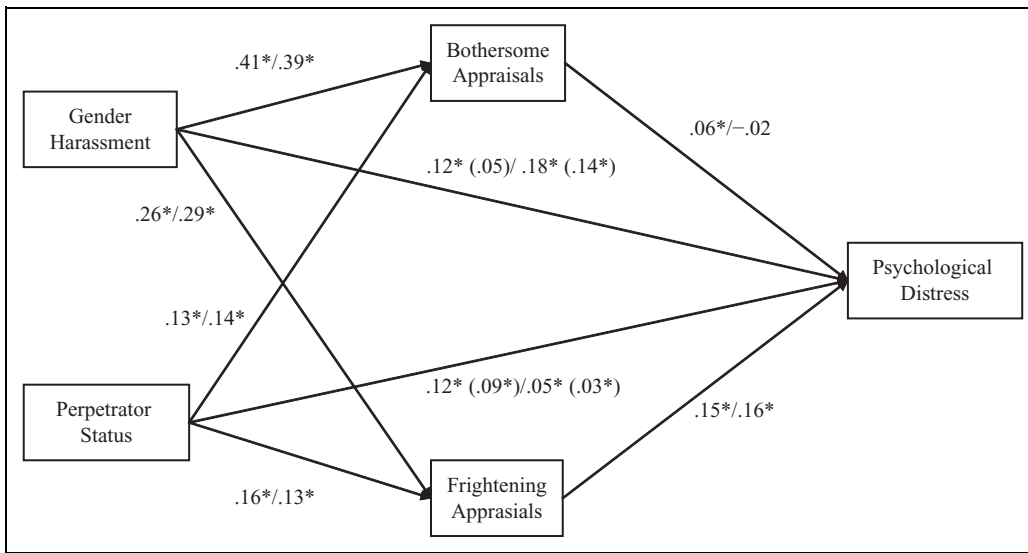 Bothersome
Appraisals
.41*/.39*
Gender
Harassment
.06*/−.02
.12* (.05)/ .18* (.14*)
.26*/.29*
Psychological
Distress
.13*/.14*
.12* (.09*)/.05* (.03*)
Perpetrator
Status
.15*/.16*
.16*/.13*
Frightening
Apprasials